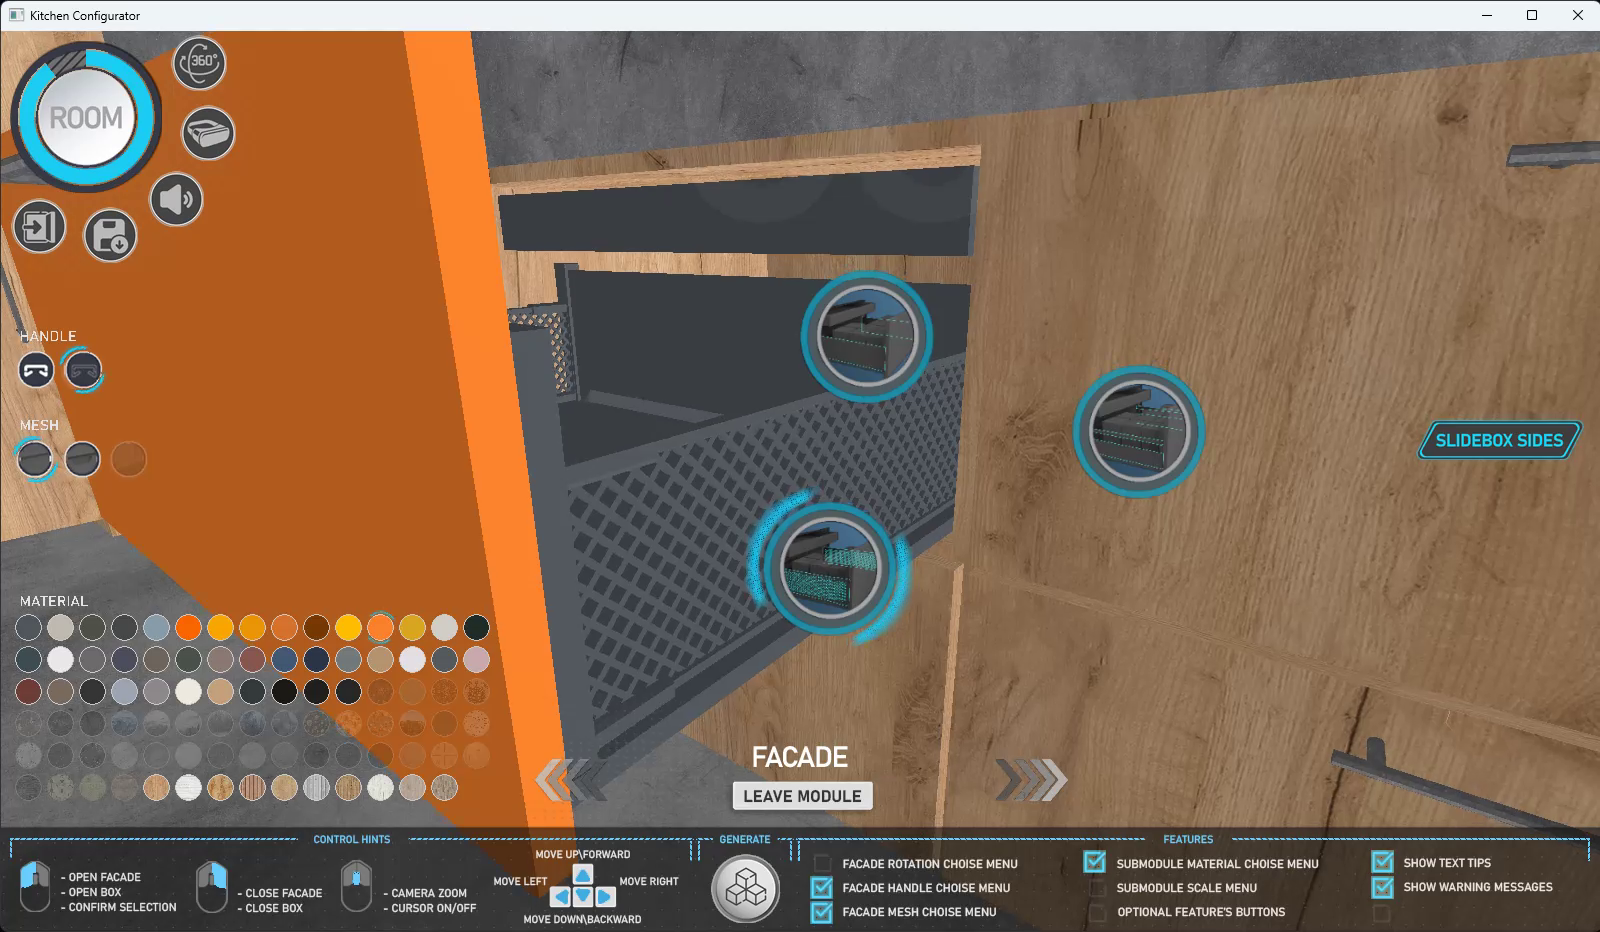 Kitchen Configurator
360°
ROOM
HANDLE
MESH
SLIDEBOX SIDES
MATERIAL
FACADE
LEAVE MODULE
CONTROL HINTS
- OPEN FACADE
- OPEN BOX
- CONFIRM SELECTION
- CLOSE FACADE
- CLOSE BOX
- CAMERA ZOOM
- CURSOR ON/OFF
MOVE UP\FORWARD
MOVE LEFT
MOVE RIGHT
MOVE DOWN\BACKWARD
GENERATE
FEATURES
FACADE ROTATION CHOISE MENU
FACADE HANDLE CHOISE MENU
FACADE MESH CHOISE MENU
SUBMODULE MATERIAL CHOISE MENU
SUBMODULE SCALE MENU
OPTIONAL FEATURE'S BUTTONS
SHOW TEXT TIPS
SHOW WARNING MESSAGES